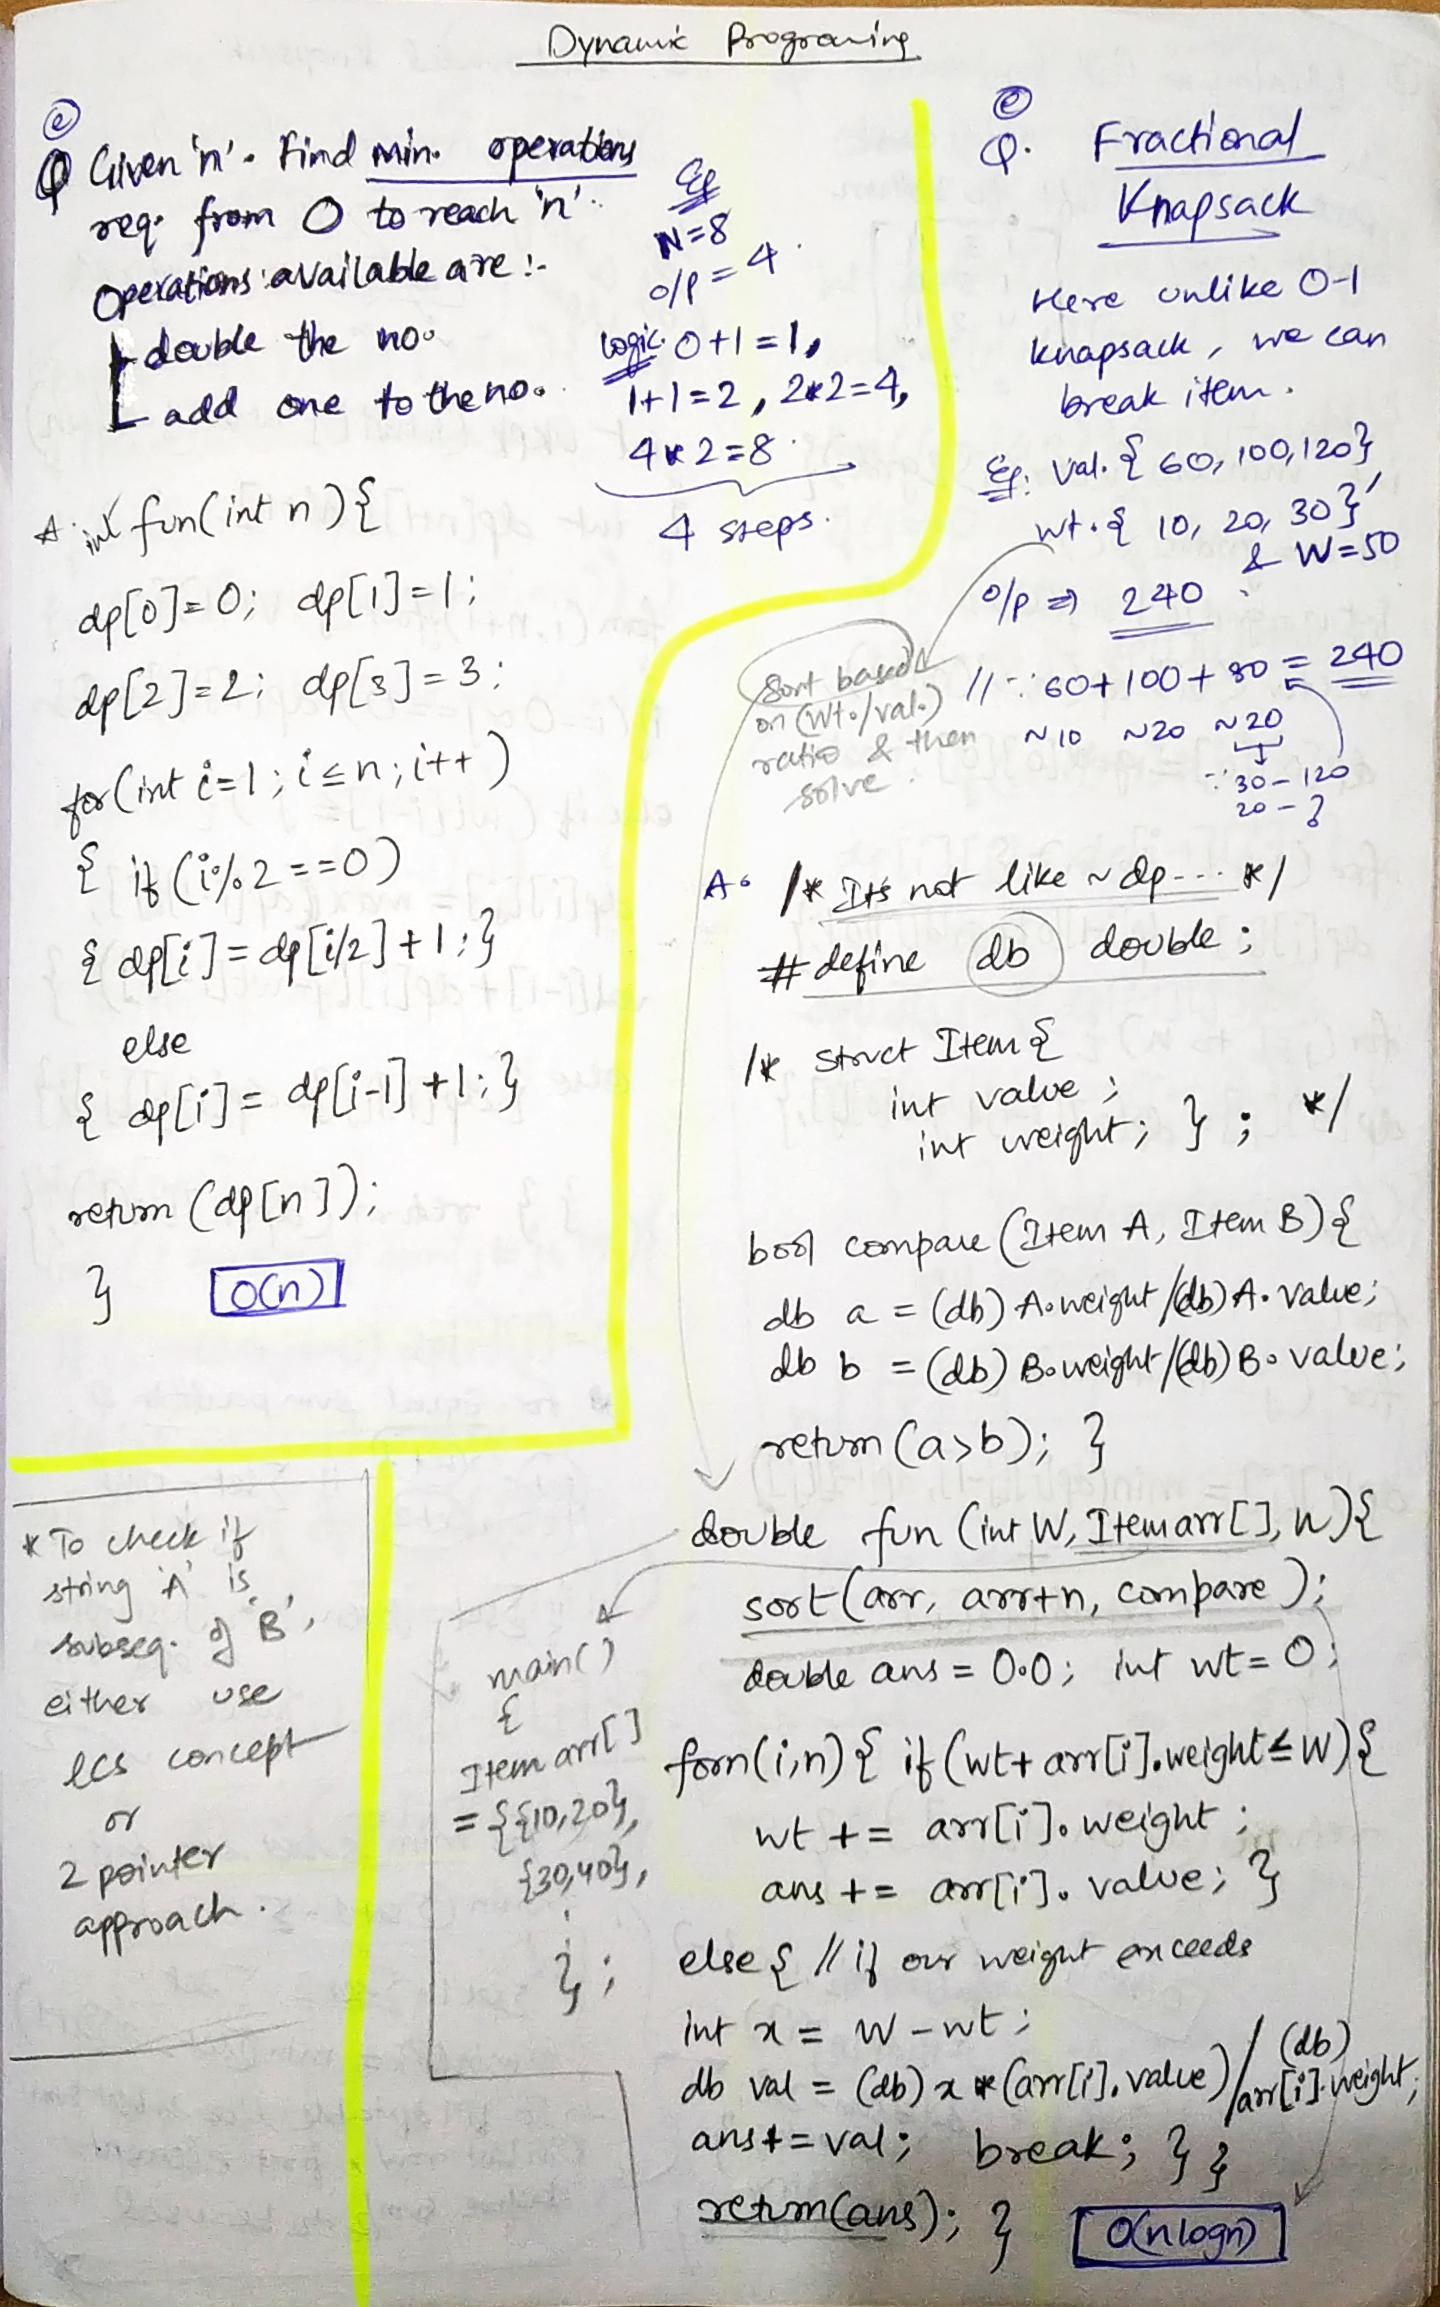 Dynamic Programing
Q Given 'n'. Find min. operations
req. from 0 to reach 'n'.
Operations available are :-
double the no.
add one to the no.
Eg
N=8
o/p = 4
logic: 0+1=1,
1+1=2, 2*2=4,
4*2=8
4 steps.
A. int fun(int n){
dp[0]=0; dp[1]=1;
dp[2]=2; dp[3]=3;
for(int i=1; i≤n; i++)
{ if (i%2==0)
{ dp[i]=dp[i/2]+1;}
else
{ dp[i]= dp[i-1]+1;}
return (dp[n]);
}
O(n)
* To check if
string 'A' is
subseq. of 'B',
either use
lcs concept
or
2 pointer
approach.
Q. Fractional
Knapsack
Here unlike 0-1
knapsack, we can
break item.
Eg: Val. { 60, 100, 120}
wt. { 10, 20, 30}
& W=50
o/p ⇒ 240
// ∵ 60+100+80 = 240
~10 ~20 ~20
∵ 30-120
20-?
Sort based
on (Wt./val.)
ratio & then
solve.
A. /* It's not like ~ dp--- */
#define db double;
/* struct Item {
int value;
int weight; } ; */
bool compare (Item A, Item B){
db a = (db) A.weight/(db) A.value;
db b = (db) B.weight/(db) B.value;
return (a>b); }
double fun (int W, Item arr[], n){
sort(arr, arr+n, compare);
double ans = 0.0; int wt=0;
forn(i,n){ if (wt+arr[i].weight≤W){
wt += arr[i].weight;
ans += arr[i].value; }
else{ // if our weight exceeds
int x = W-wt;
db val = (db) x*(arr[i].value)/(db) arr[i].weight;
ans+=val; break; } }
return(ans); }
O(nlogn)
main()
{
Item arr[]
= {{10,20},
{30,40},
⋮
};